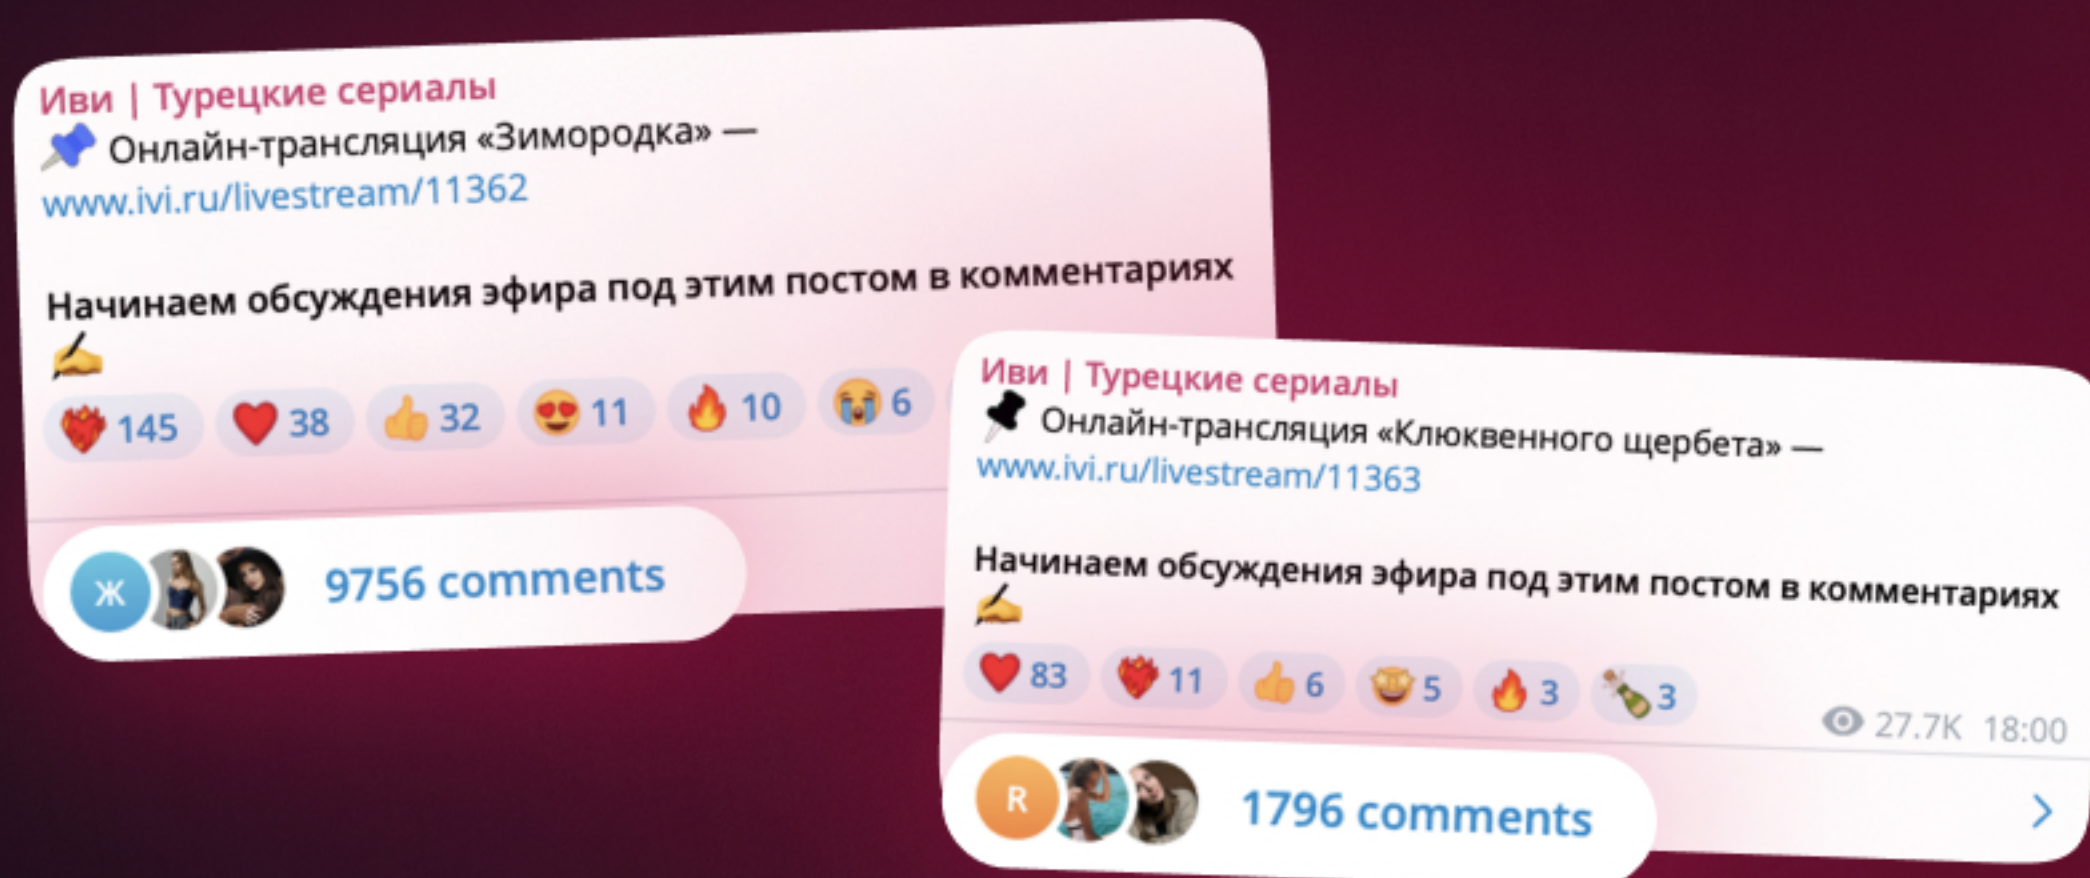 Иви | Турецкие сериалы
📌 Онлайн-трансляция «Зимородка» —
www.ivi.ru/livestream/11362
Начинаем обсуждения эфира под этим постом в комментариях
✍️
❤️‍🔥 145 ❤️ 38 👍 32 😍 11 🔥 10 😭 6
Ж 9756 comments
Иви | Турецкие сериалы
📌 Онлайн-трансляция «Клюквенного щербета» —
www.ivi.ru/livestream/11363
Начинаем обсуждения эфира под этим постом в комментариях
✍️
❤️ 83 ❤️‍🔥 11 👍 6 🤩 5 🔥 3 🍾 3
27.7K 18:00
R 1796 comments